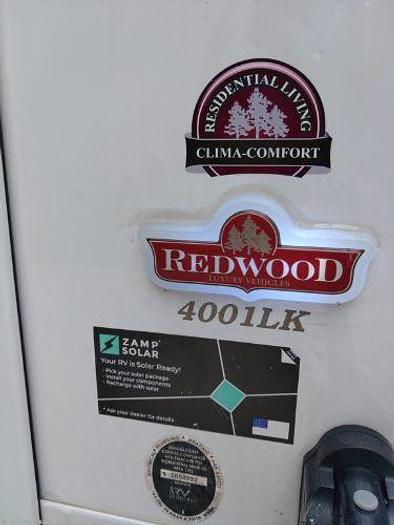 RESIDENTIAL LIVING
CLIMA-COMFORT
REDWOOD
LUXURY VEHICLES
4001LK
ZAMP
SOLAR
Your RV is Solar Ready!
- Pick your solar package
- Install your components
- Recharge with solar
* Ask your dealer for details
MANUFACTURER